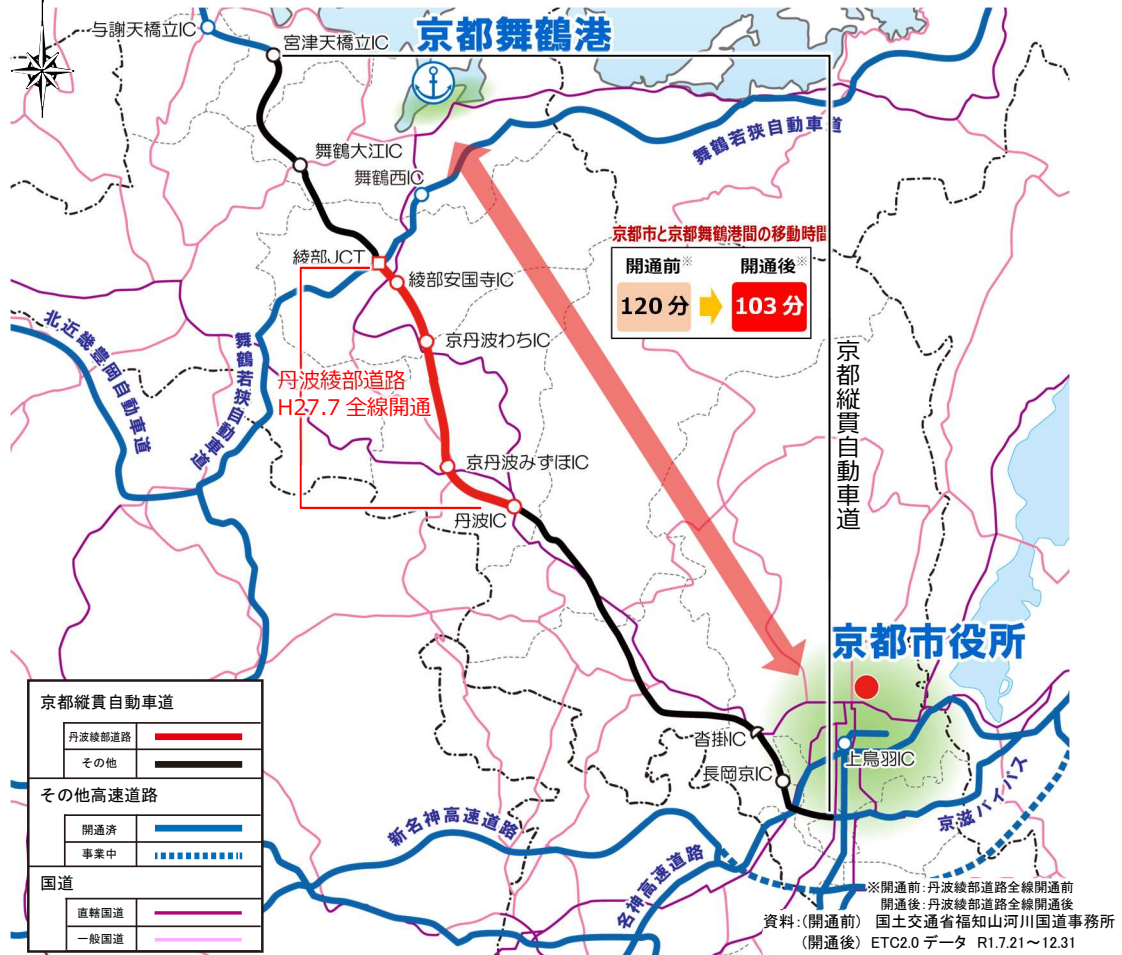 与謝天橋立IC
宮津天橋立IC
京都舞鶴港
舞鶴若狭自動車道
舞鶴大江IC
舞鶴西IC
京都市と京都舞鶴港間の移動時間
開通前※
開通後※
120 分
103 分
綾部JCT
綾部安国寺IC
京丹波わちIC
北近畿豊岡自動車道
舞鶴若狭自動車道
丹波綾部道路
H27.7 全線開通
京都縦貫自動車道
京丹波みずほIC
丹波IC
京都市役所
沓掛IC
上鳥羽IC
長岡京IC
新名神高速道路
名神高速道路
京滋バイパス
京都縦貫自動車道
丹波綾部道路
その他
その他高速道路
開通済
事業中
国道
直轄国道
一般国道
※開通前:丹波綾部道路全線開通前
開通後:丹波綾部道路全線開通後
資料:(開通前) 国土交通省福知山河川国道事務所
(開通後) ETC2.0 データ R1.7.21～12.31